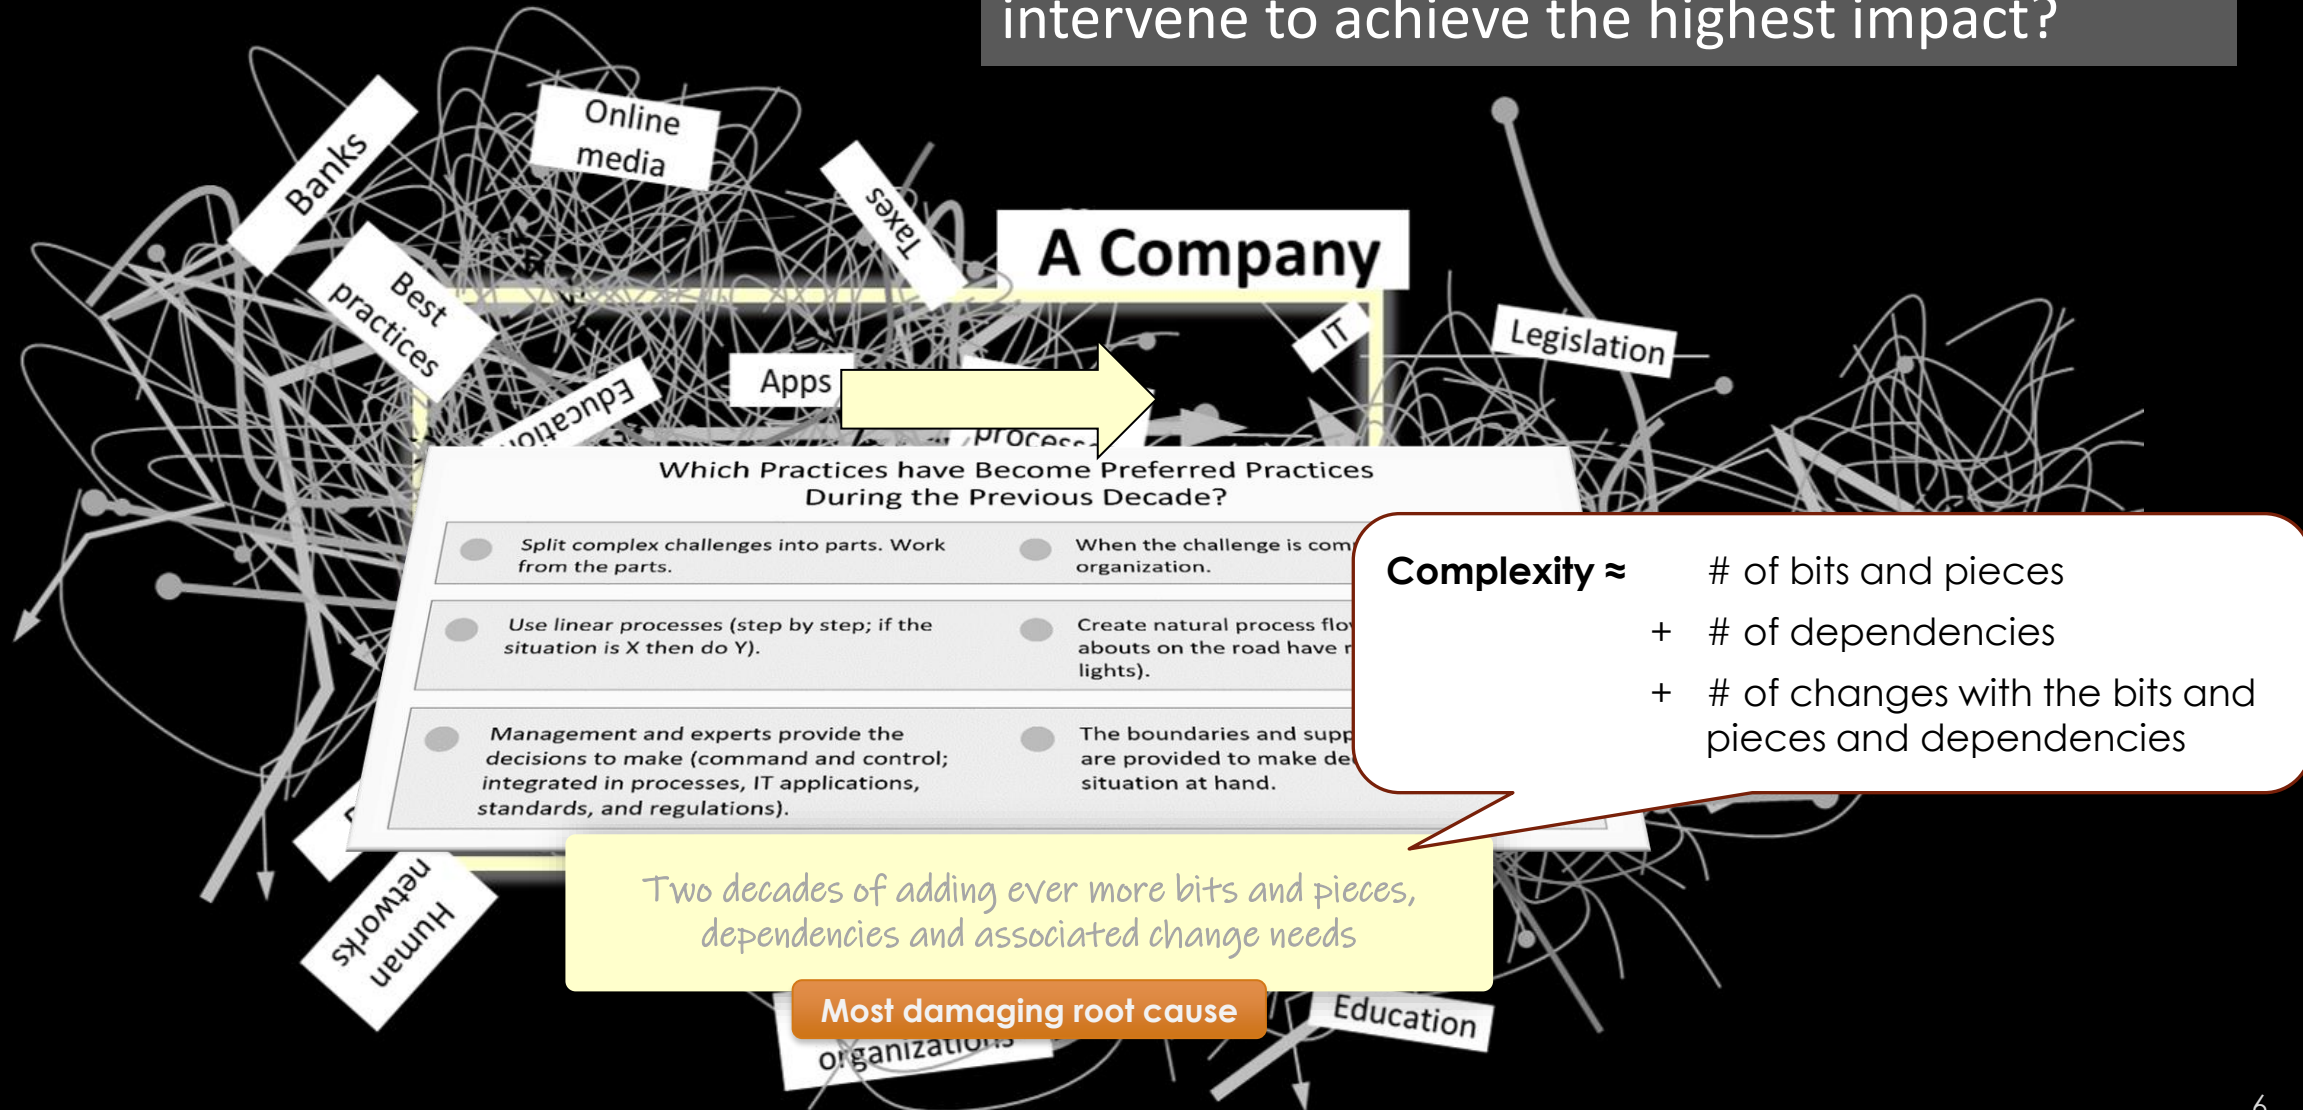 intervene to achieve the highest impact?
Online
media
Banks
Taxes
A Company
Best
practices
IT
Legislation
Apps
Education
Which Practices have Become Preferred Practices
During the Previous Decade?
Split complex challenges into parts. Work
from the parts.
When the challenge is
organization.
Use linear processes (step by step; if the
situation is X then do Y).
Create natural process
abouts on the road have
lights).
Management and experts provide the
decisions to make (command and control;
integrated in processes, IT applications,
standards, and regulations).
The boundaries and
are provided to make
situation at hand.
Complexity ≈ # of bits and pieces
+ # of dependencies
+ # of changes with the bits and
pieces and dependencies
Human
networks
Two decades of adding ever more bits and pieces,
dependencies and associated change needs
Most damaging root cause
organizations
Education
6